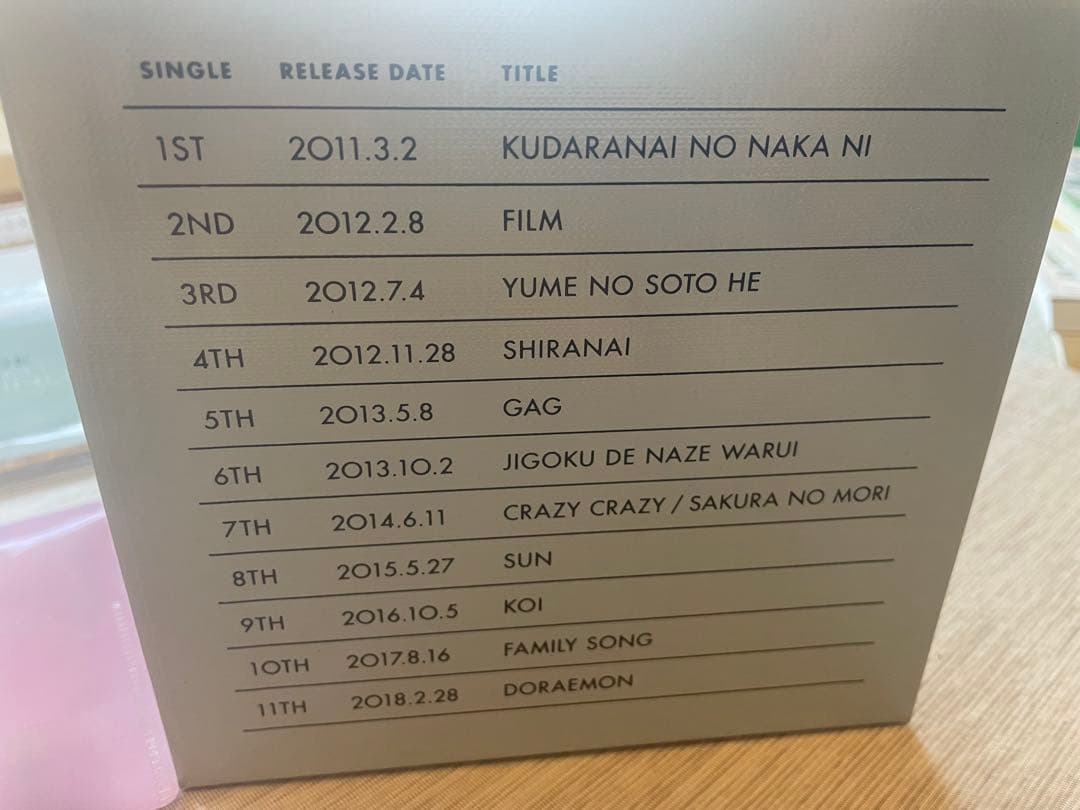 SINGLE RELEASE DATE TITLE
1ST 2011.3.2 KUDARANAI NO NAKA NI
2ND 2012.2.8 FILM
3RD 2012.7.4 YUME NO SOTO HE
4TH 2012.11.28 SHIRANAI
5TH 2013.5.8 GAG
6TH 2013.10.2 JIGOKU DE NAZE WARUI
7TH 2014.6.11 CRAZY CRAZY / SAKURA NO MORI
8TH 2015.5.27 SUN
9TH 2016.10.5 KOI
10TH 2017.8.16 FAMILY SONG
11TH 2018.2.28 DORAEMON